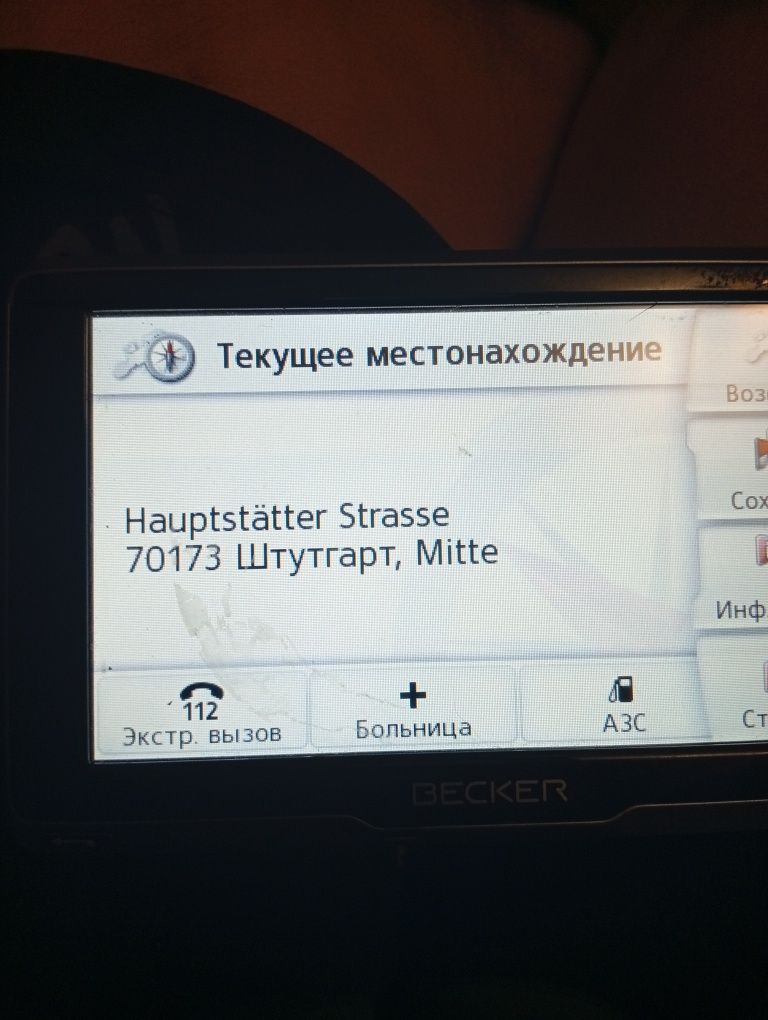 Текущее местонахождение
Hauptstätter Strasse
70173 Штутгарт, Mitte
112
Экстр. вызов
Больница
АЗС
BECKER